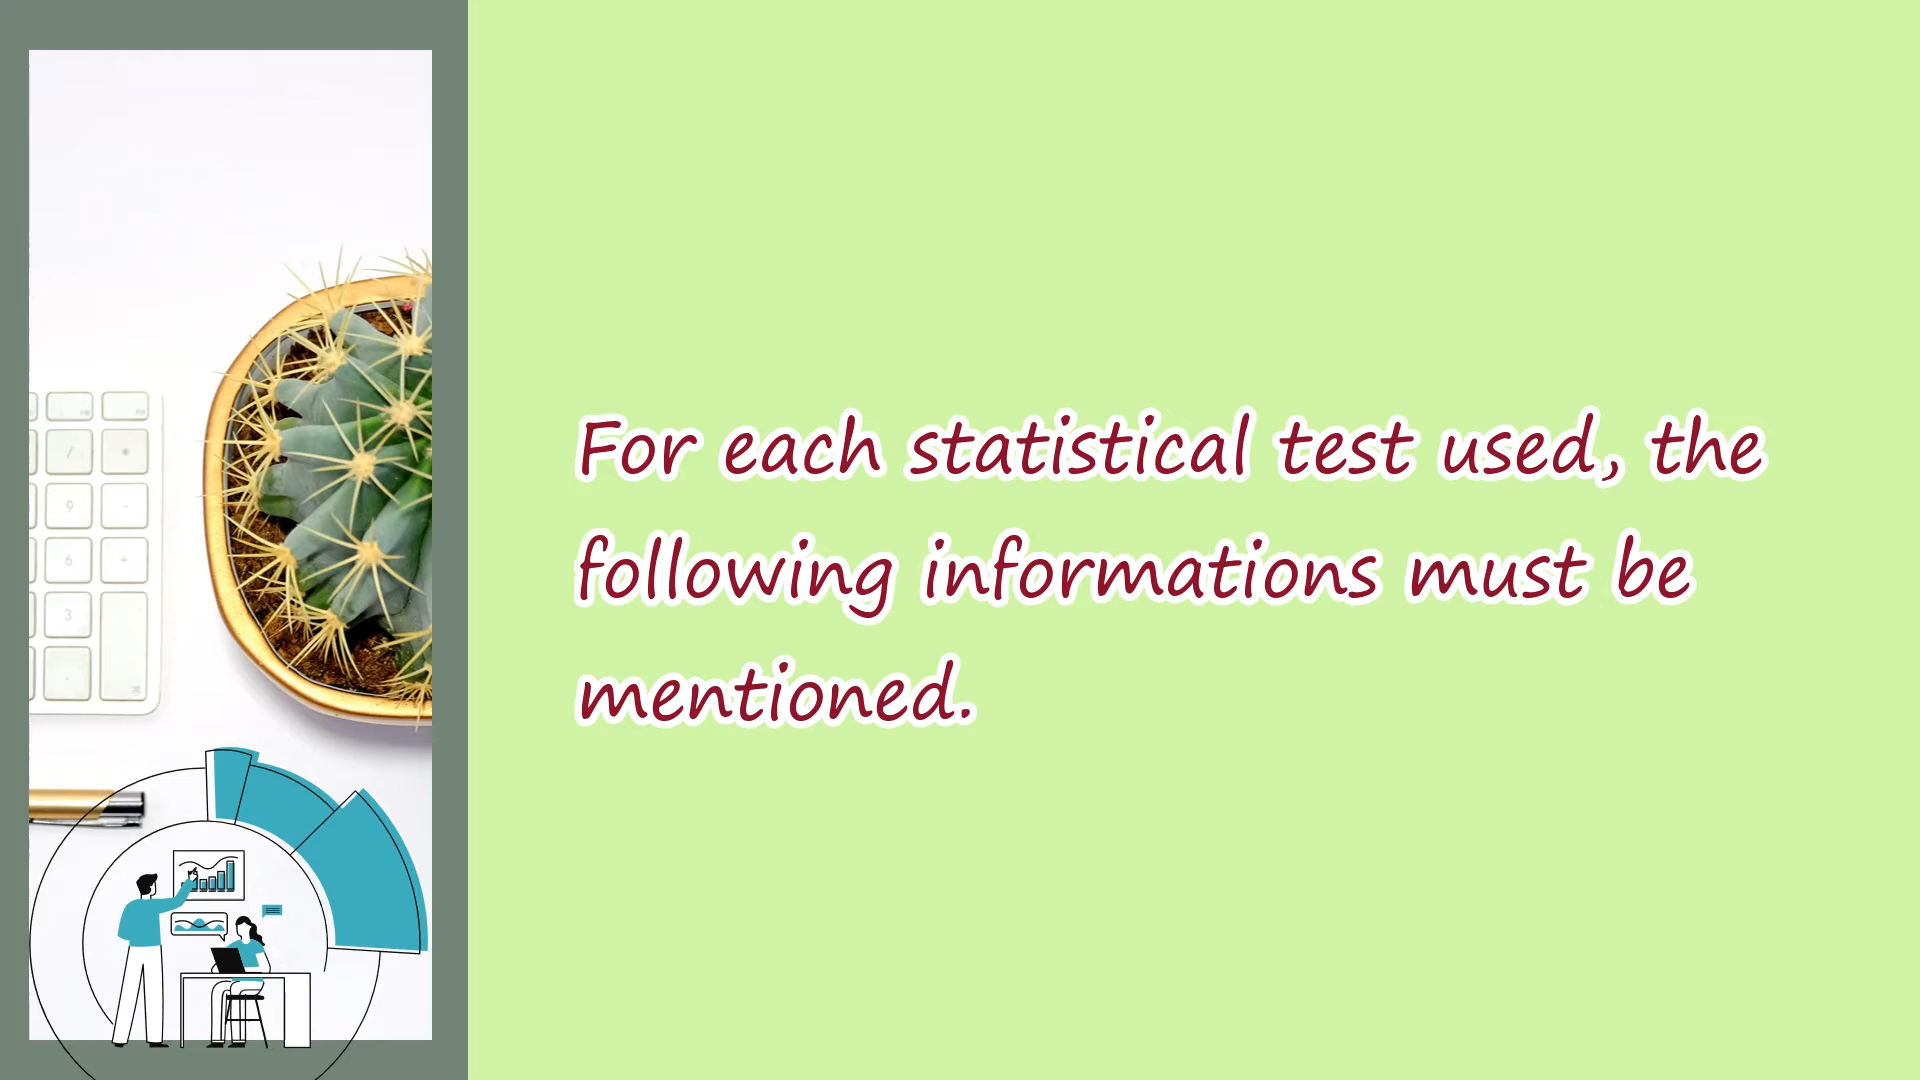 For each statistical test used, the
following informations must be
mentioned.